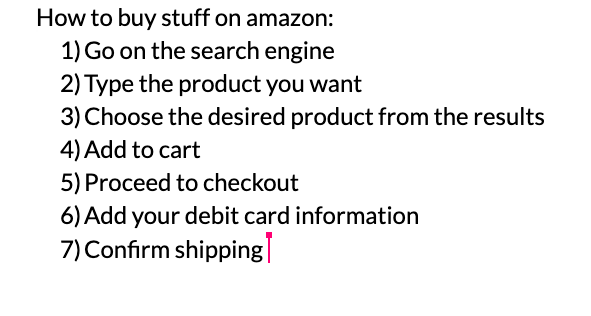 How to buy stuff on amazon:
1) Go on the search engine
2) Type the product you want
3) Choose the desired product from the results
4) Add to cart
5) Proceed to checkout
6) Add your debit card information
7) Confirm shipping